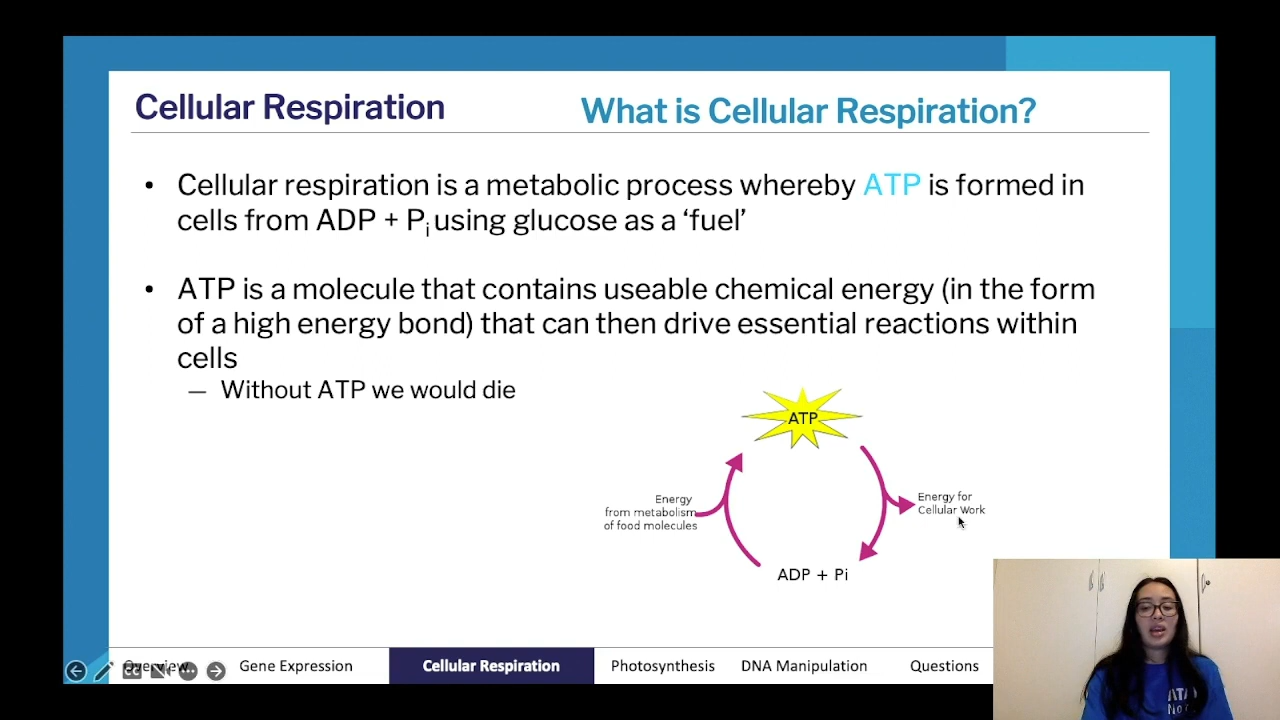 Cellular Respiration
What is Cellular Respiration?
• Cellular respiration is a metabolic process whereby ATP is formed in
cells from ADP + Pi using glucose as a ‘fuel’
• ATP is a molecule that contains useable chemical energy (in the form
of a high energy bond) that can then drive essential reactions within
cells
— Without ATP we would die
ATP
Energy
from metabolism
of food molecules
Energy for
Cellular Work
ADP + Pi
Overview
CC
Gene Expression
Cellular Respiration
Photosynthesis
DNA Manipulation
Questions